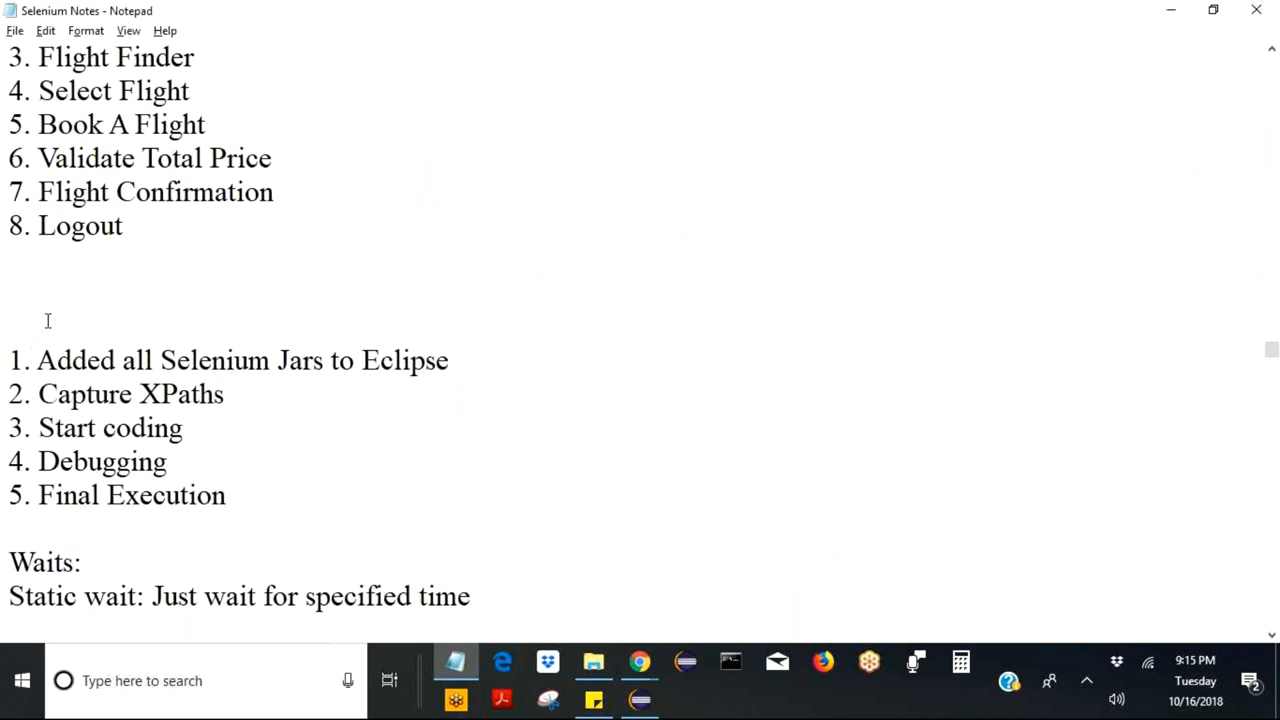 Selenium Notes - Notepad
File Edit Format View Help
3. Flight Finder
4. Select Flight
5. Book A Flight
6. Validate Total Price
7. Flight Confirmation
8. Logout
1. Added all Selenium Jars to Eclipse
2. Capture XPaths
3. Start coding
4. Debugging
5. Final Execution
Waits:
Static wait: Just wait for specified time
Type here to search
9:15 PM
Tuesday
10/16/2018
2